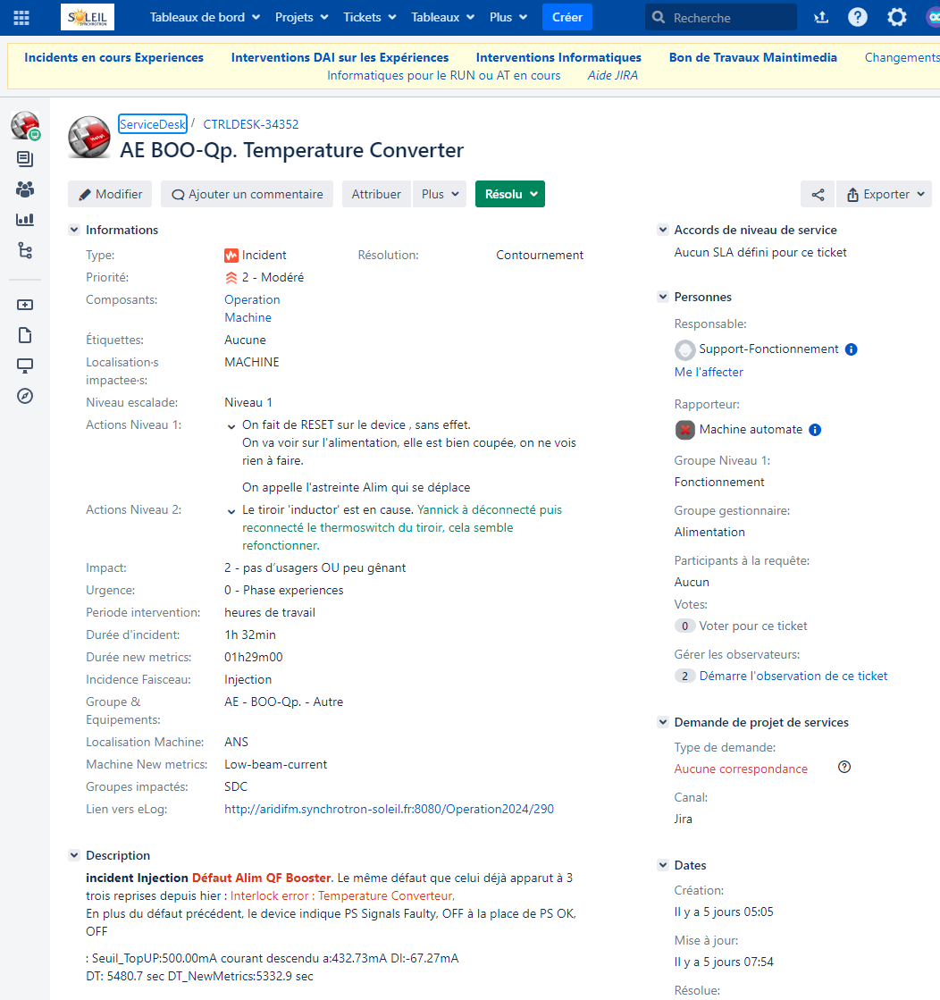 SOLEIL
SYNCHROTRON
Tableaux de bord Projets Tickets Tableaux Plus Créer Recherche
Incidents en cours Experiences Interventions DAI sur les Expériences Interventions Informatiques Bon de Travaux Maintimedia Changements
Informatiques pour le RUN ou AT en cours Aide JIRA
ServiceDesk / CTRLDESK-34352
AE BOO-Qp. Temperature Converter
Modifier Ajouter un commentaire Attribuer Plus Résolu Exporter
Informations
Type: Incident Résolution: Contournement
Priorité: 2 - Modéré
Composants: Operation
Machine
Étiquettes: Aucune
Localisation·s MACHINE
impactee·s:
Niveau escalade: Niveau 1
Actions Niveau 1: On fait de RESET sur le device , sans effet.
On va voir sur l'alimentation, elle est bien coupée, on ne vois
rien à faire.
On appelle l'astreinte Alim qui se déplace
Actions Niveau 2: Le tiroir 'inductor' est en cause. Yannick à déconnecté puis
reconnecté le thermoswitch du tiroir, cela semble
refonctionner.
Impact: 2 - pas d'usagers OU peu gênant
Urgence: 0 - Phase experiences
Periode intervention: heures de travail
Durée d'incident: 1h 32min
Durée new metrics: 01h29m00
Incidence Faisceau: Injection
Groupe & AE - BOO-Qp. - Autre
Equipements:
Localisation Machine: ANS
Machine New metrics: Low-beam-current
Groupes impactés: SDC
Lien vers eLog: http://aridifm.synchrotron-soleil.fr:8080/Operation2024/290
Description
incident Injection Défaut Alim QF Booster. Le même défaut que celui déjà apparut à 3
trois reprises depuis hier : Interlock error : Temperature Converteur,
En plus du défaut précédent, le device indique PS Signals Faulty, OFF à la place de PS OK,
OFF
: Seuil_TopUP:500.00mA courant descendu a:432.73mA DI:-67.27mA
DT: 5480.7 sec DT_NewMetrics:5332.9 sec
Accords de niveau de service
Aucun SLA défini pour ce ticket
Personnes
Responsable:
Support-Fonctionnement
Me l'affecter
Rapporteur:
Machine automate
Groupe Niveau 1:
Fonctionnement
Groupe gestionnaire:
Alimentation
Participants à la requête:
Aucun
Votes:
0 Voter pour ce ticket
Gérer les observateurs:
2 Démarre l'observation de ce ticket
Demande de projet de services
Type de demande:
Aucune correspondance
Canal:
Jira
Dates
Création:
Il y a 5 jours 05:05
Mise à jour:
Il y a 5 jours 07:54
Résolue: